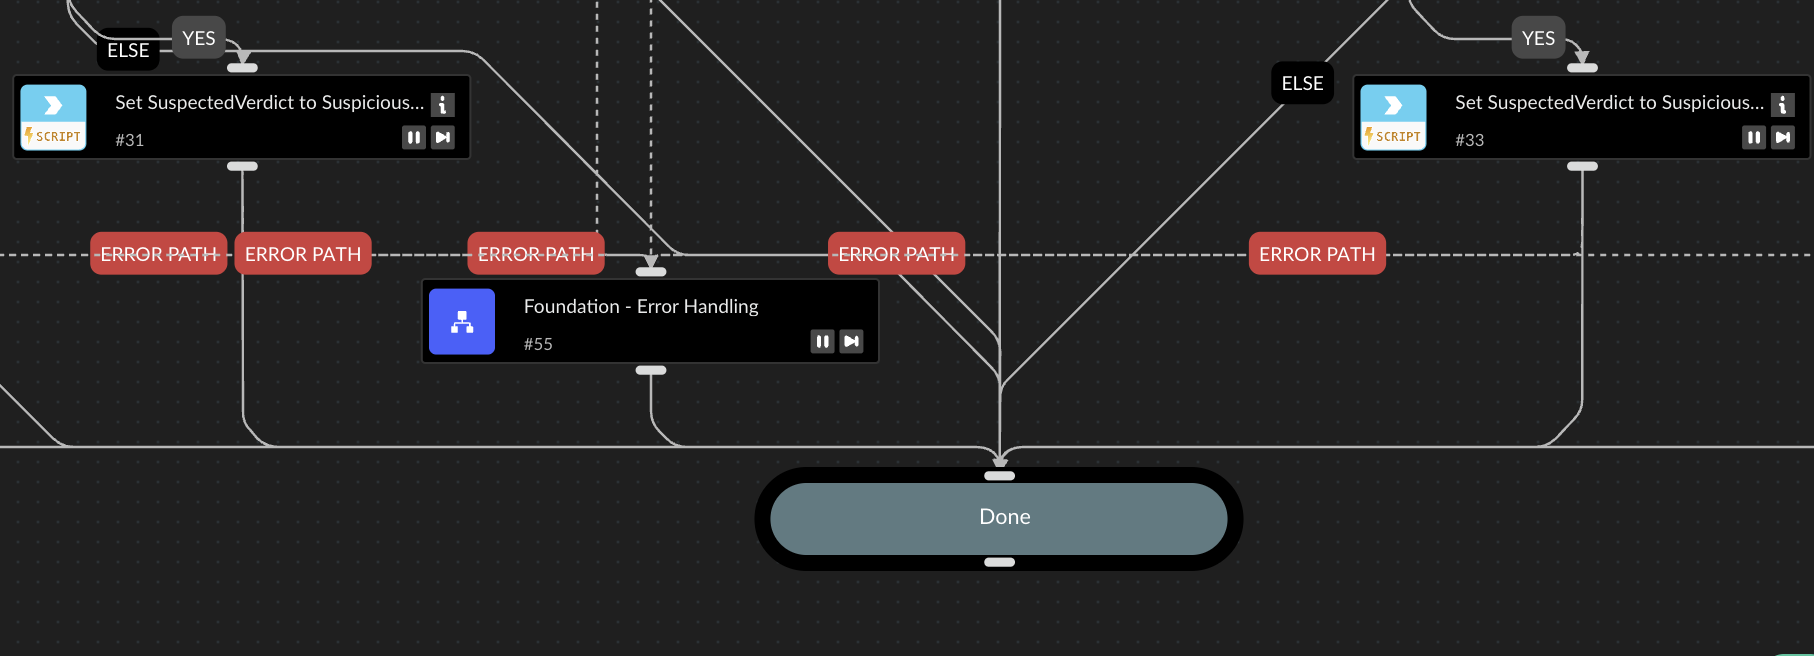 YES
ELSE
Set SuspectedVerdict to Suspicious...
SCRIPT
#31
YES
ELSE
Set SuspectedVerdict to Suspicious...
SCRIPT
#33
ERROR PATH
ERROR PATH
ERROR PATH
ERROR PATH
ERROR PATH
Foundation - Error Handling
#55
Done